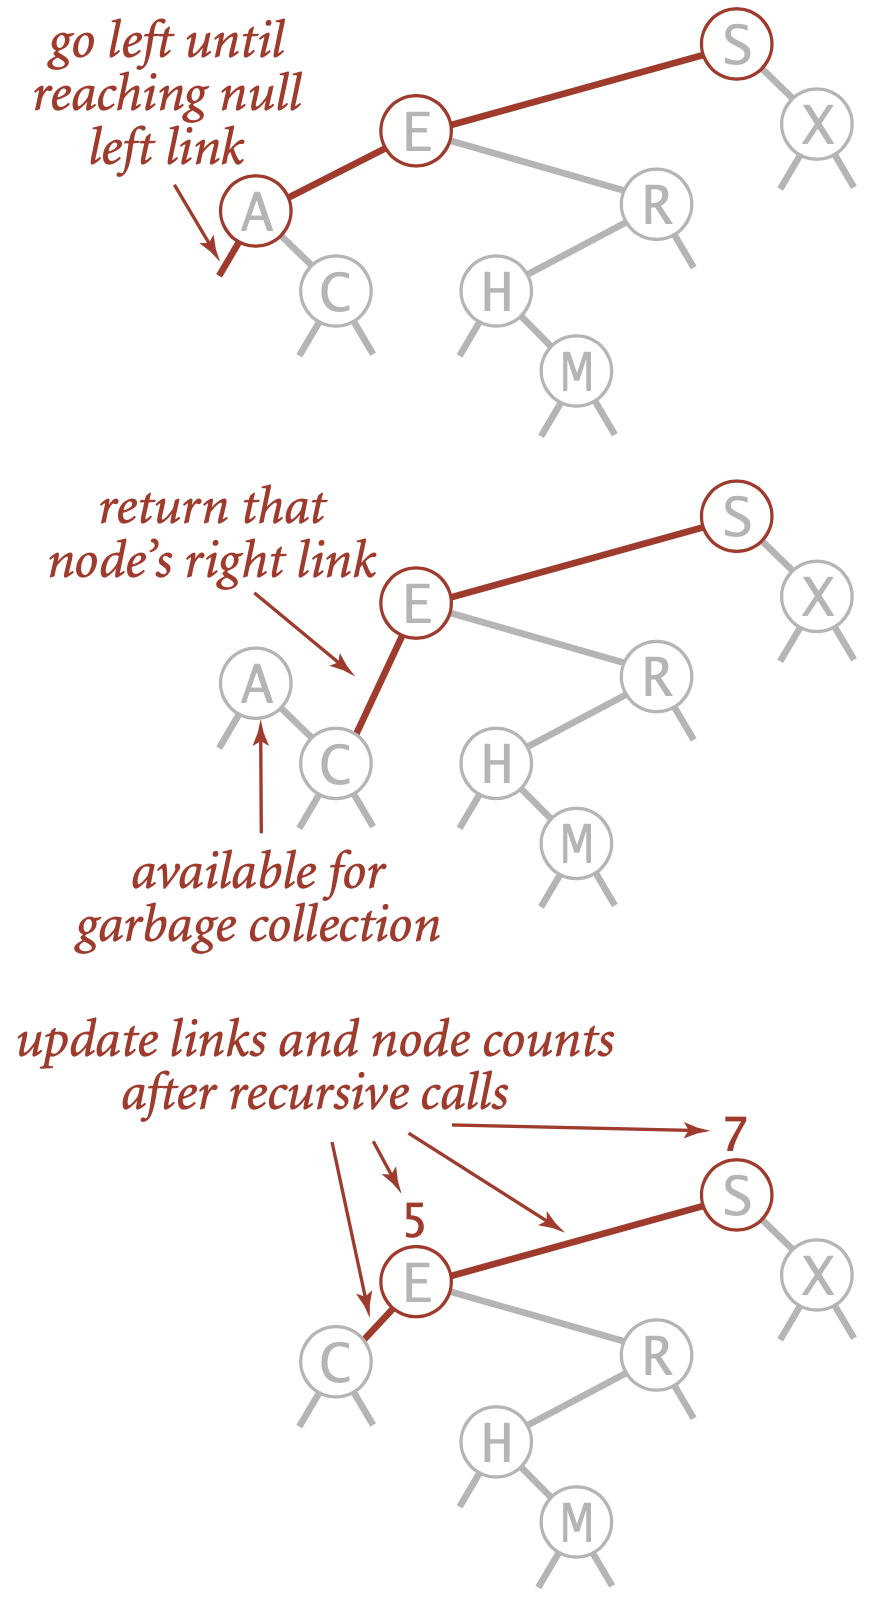 go left until
reaching null
left link
S
E
X
A
R
C
H
M
return that
node’s right link
S
E
X
A
R
C
H
M
available for
garbage collection
update links and node counts
after recursive calls
7
S
5
E
X
C
R
H
M